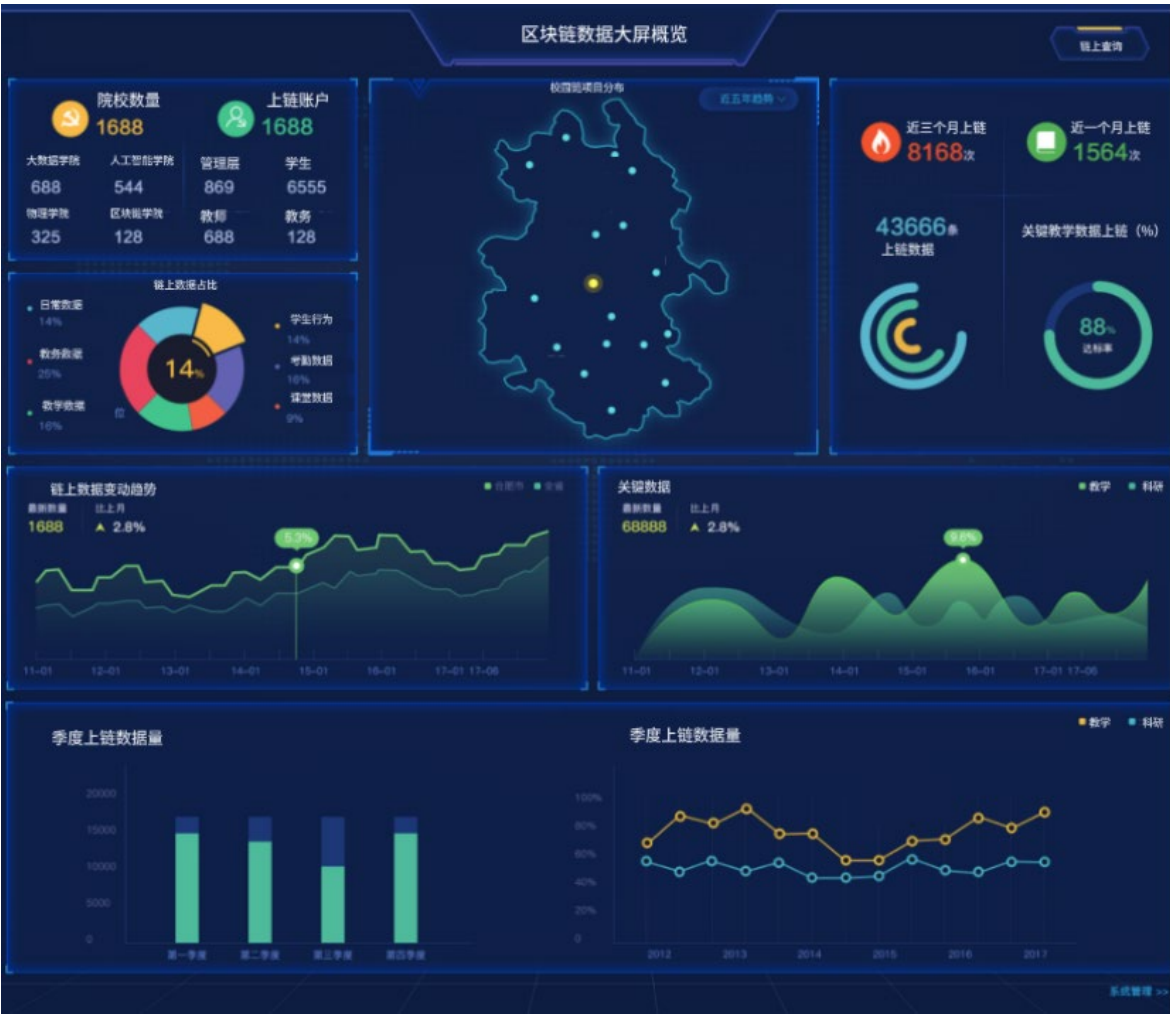 区块链数据大屏概览
链上查询
院校数量
1688
上链账户
1688
大数据学院
人工智能学院
管理层
学生
688
544
869
6555
物理学院
区块链学院
教师
教务
325
128
688
128
链上数据占比
日常数据
14%
教务数据
25%
教学数据
16%
14%
学生行为
14%
考勤数据
16%
课堂数据
9%
校园链项目分布
近五年趋势
近三个月上链
8168次
近一个月上链
1564次
43666条
上链数据
关键教学数据上链（%）
88%
达标率
链上数据变动趋势
合肥市
安徽
最新数量
比上月
1688
2.8%
5.3%
11-01
12-01
13-01
14-01
15-01
16-01
17-01
17-06
关键数据
教学
科研
最新数量
比上月
68888
2.8%
9.6%
11-01
12-01
13-01
14-01
15-01
16-01
17-01
17-06
季度上链数据量
20000
15000
10000
5000
0
第一季度
第二季度
第三季度
第四季度
季度上链数据量
教学
科研
100%
80%
60%
40%
20%
0
2012
2013
2014
2015
2016
2017
系统管理 >>